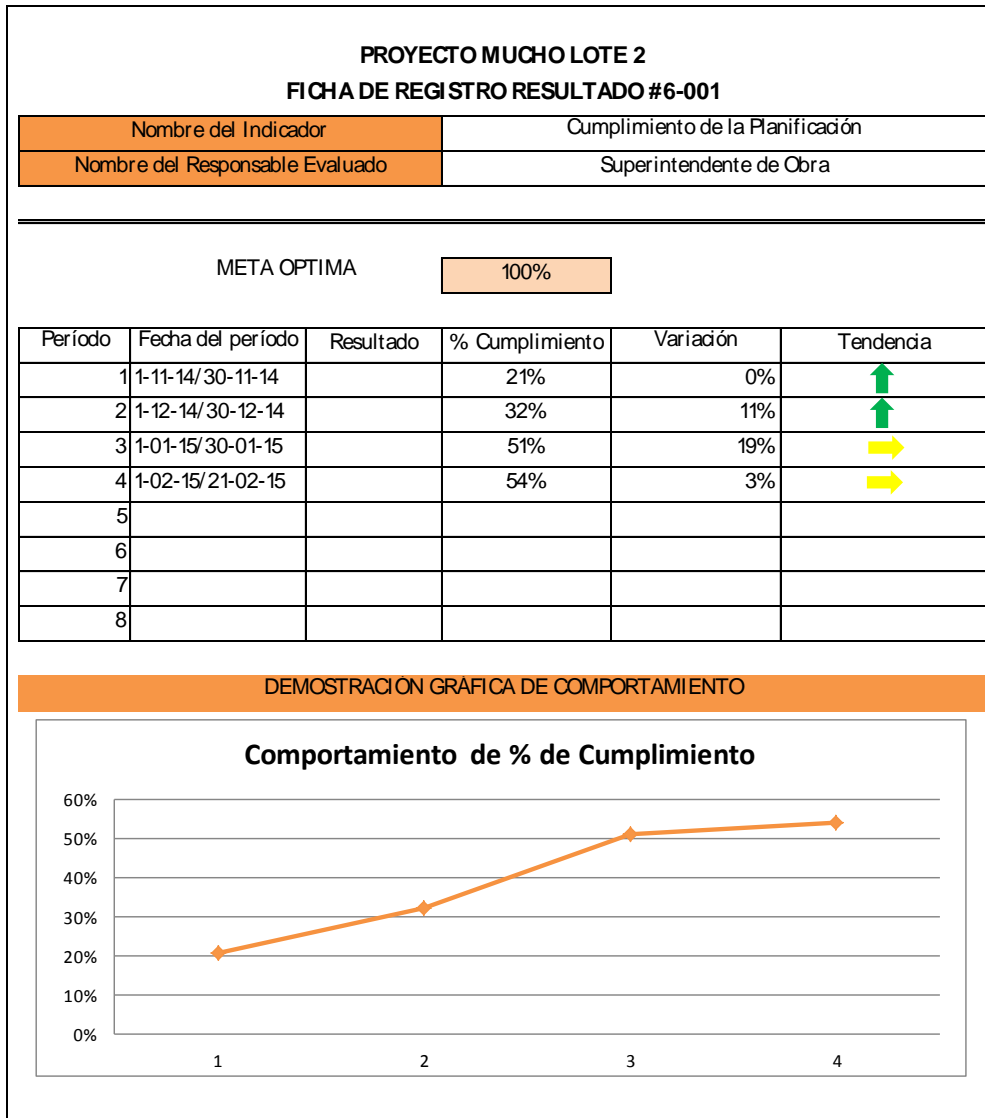 PROYECTO MUCHO LOTE 2
FICHA DE REGISTRO RESULTADO #6-001
Nombre del Indicador Cumplimiento de la Planificación
Nombre del Responsable Evaluado Superintendente de Obra
META OPTIMA 100%
Período Fecha del período Resultado % Cumplimiento Variación Tendencia
1 1-11-14/30-11-14 21% 0%
2 1-12-14/30-12-14 32% 11%
3 1-01-15/30-01-15 51% 19%
4 1-02-15/21-02-15 54% 3%
5
6
7
8
DEMOSTRACIÓN GRÁFICA DE COMPORTAMIENTO
Comportamiento de % de Cumplimiento
60%
50%
40%
30%
20%
10%
0%
1 2 3 4